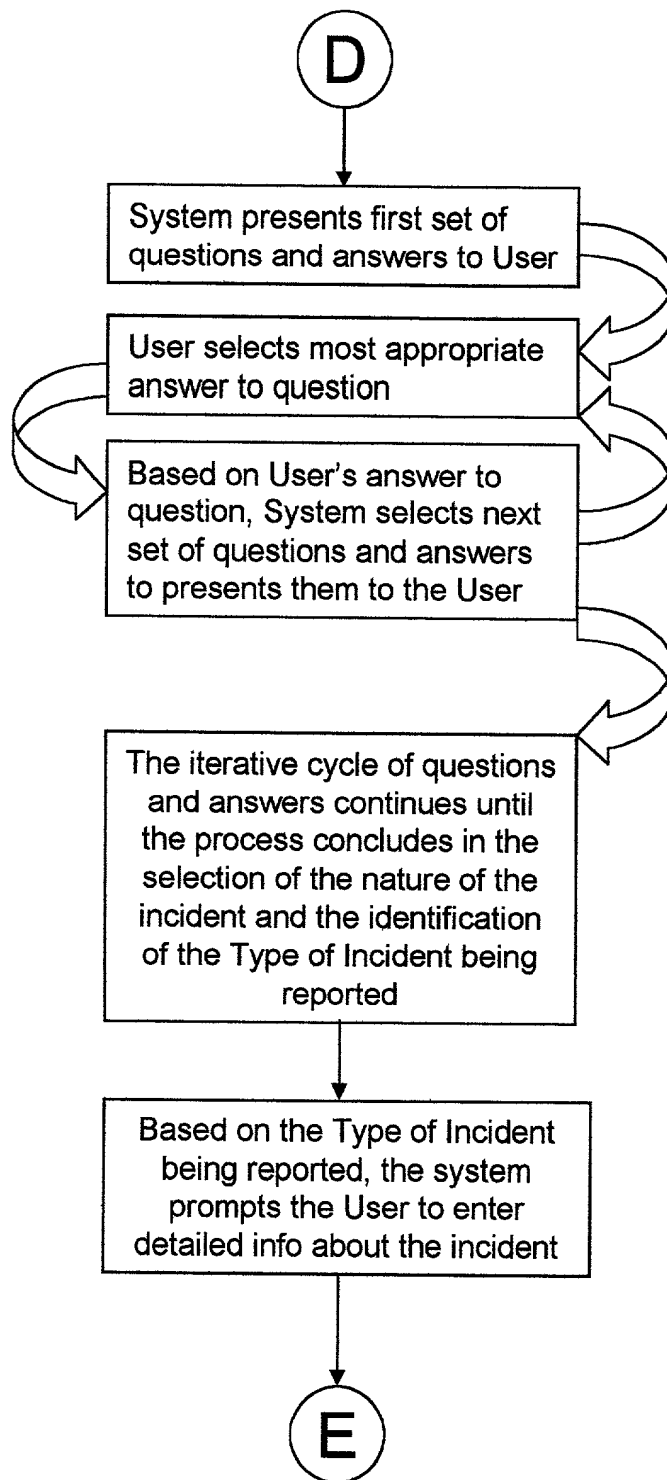 D
System presents first set of
questions and answers to User
User selects most appropriate
answer to question
Based on User's answer to
question, System selects next
set of questions and answers
to presents them to the User
The iterative cycle of questions
and answers continues until
the process concludes in the
selection of the nature of the
incident and the identification
of the Type of Incident being
reported
Based on the Type of Incident
being reported, the system
prompts the User to enter
detailed info about the incident
E